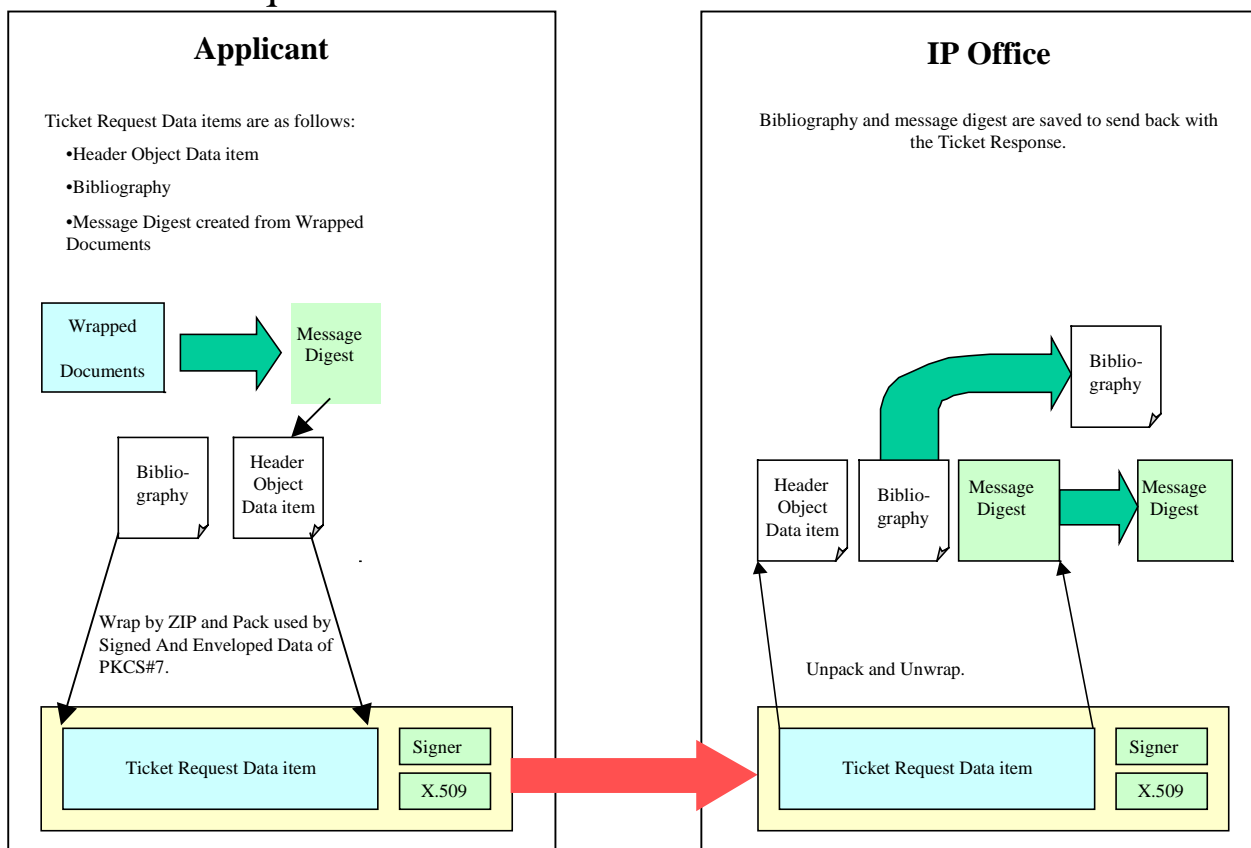 Applicant
Ticket Request Data items are as follows:
•Header Object Data item
•Bibliography
•Message Digest created from Wrapped
Documents
Wrapped
Documents
Message
Digest
Biblio-
graphy
Header
Object
Data item
Wrap by ZIP and Pack used by
Signed And Enveloped Data of
PKCS#7.
Ticket Request Data item
Signer
X.509
IP Office
Bibliography and message digest are saved to send back with
the Ticket Response.
Biblio-
graphy
Header
Object
Data item
Biblio-
graphy
Message
Digest
Message
Digest
Unpack and Unwrap.
Ticket Request Data item
Signer
X.509